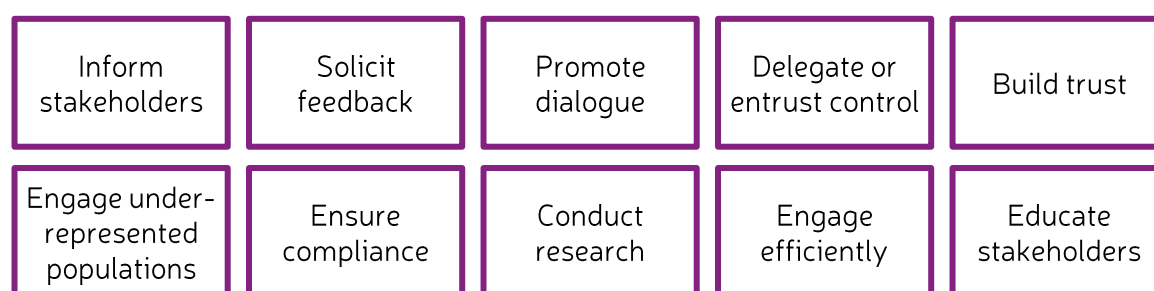 Inform
stakeholders
Solicit
feedback
Promote
dialogue
Delegate or
entrust control
Build trust
Engage under-
represented
populations
Ensure
compliance
Conduct
research
Engage
efficiently
Educate
stakeholders